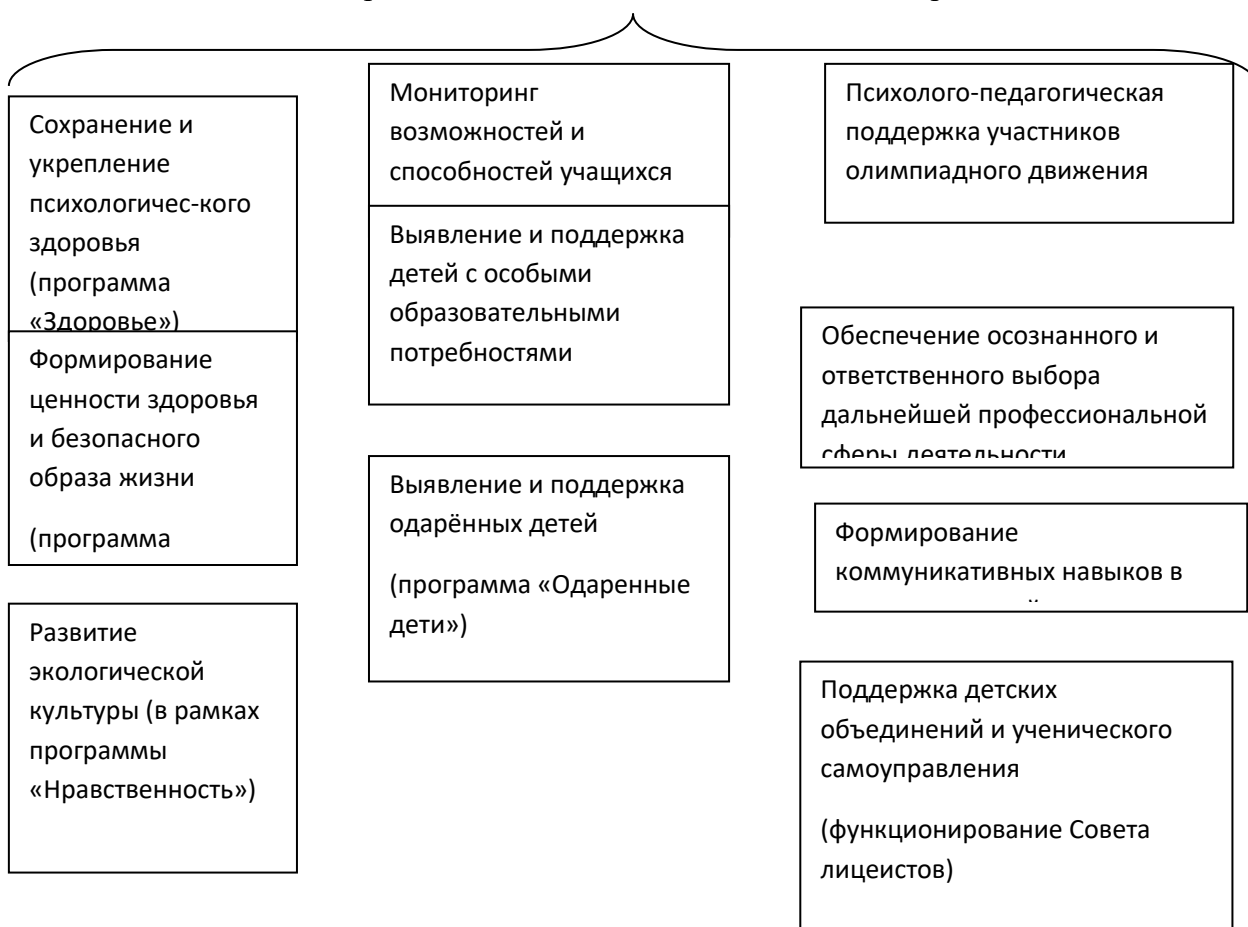 Сохранение и
укрепление
психологичес-кого
здоровья
(программа
«Здоровье»)
Формирование
ценности здоровья
и безопасного
образа жизни
(программа
Развитие
экологической
культуры (в рамках
программы
«Нравственность»)
Мониторинг
возможностей и
способностей учащихся
Выявление и поддержка
детей с особыми
образовательными
потребностями
Выявление и поддержка
одарённых детей
(программа «Одаренные
дети»)
Психолого-педагогическая
поддержка участников
олимпиадного движения
Обеспечение осознанного и
ответственного выбора
дальнейшей профессиональной
сферы деятельности
Формирование
коммуникативных навыков в
Поддержка детских
объединений и ученического
самоуправления
(функционирование Совета
лицеистов)